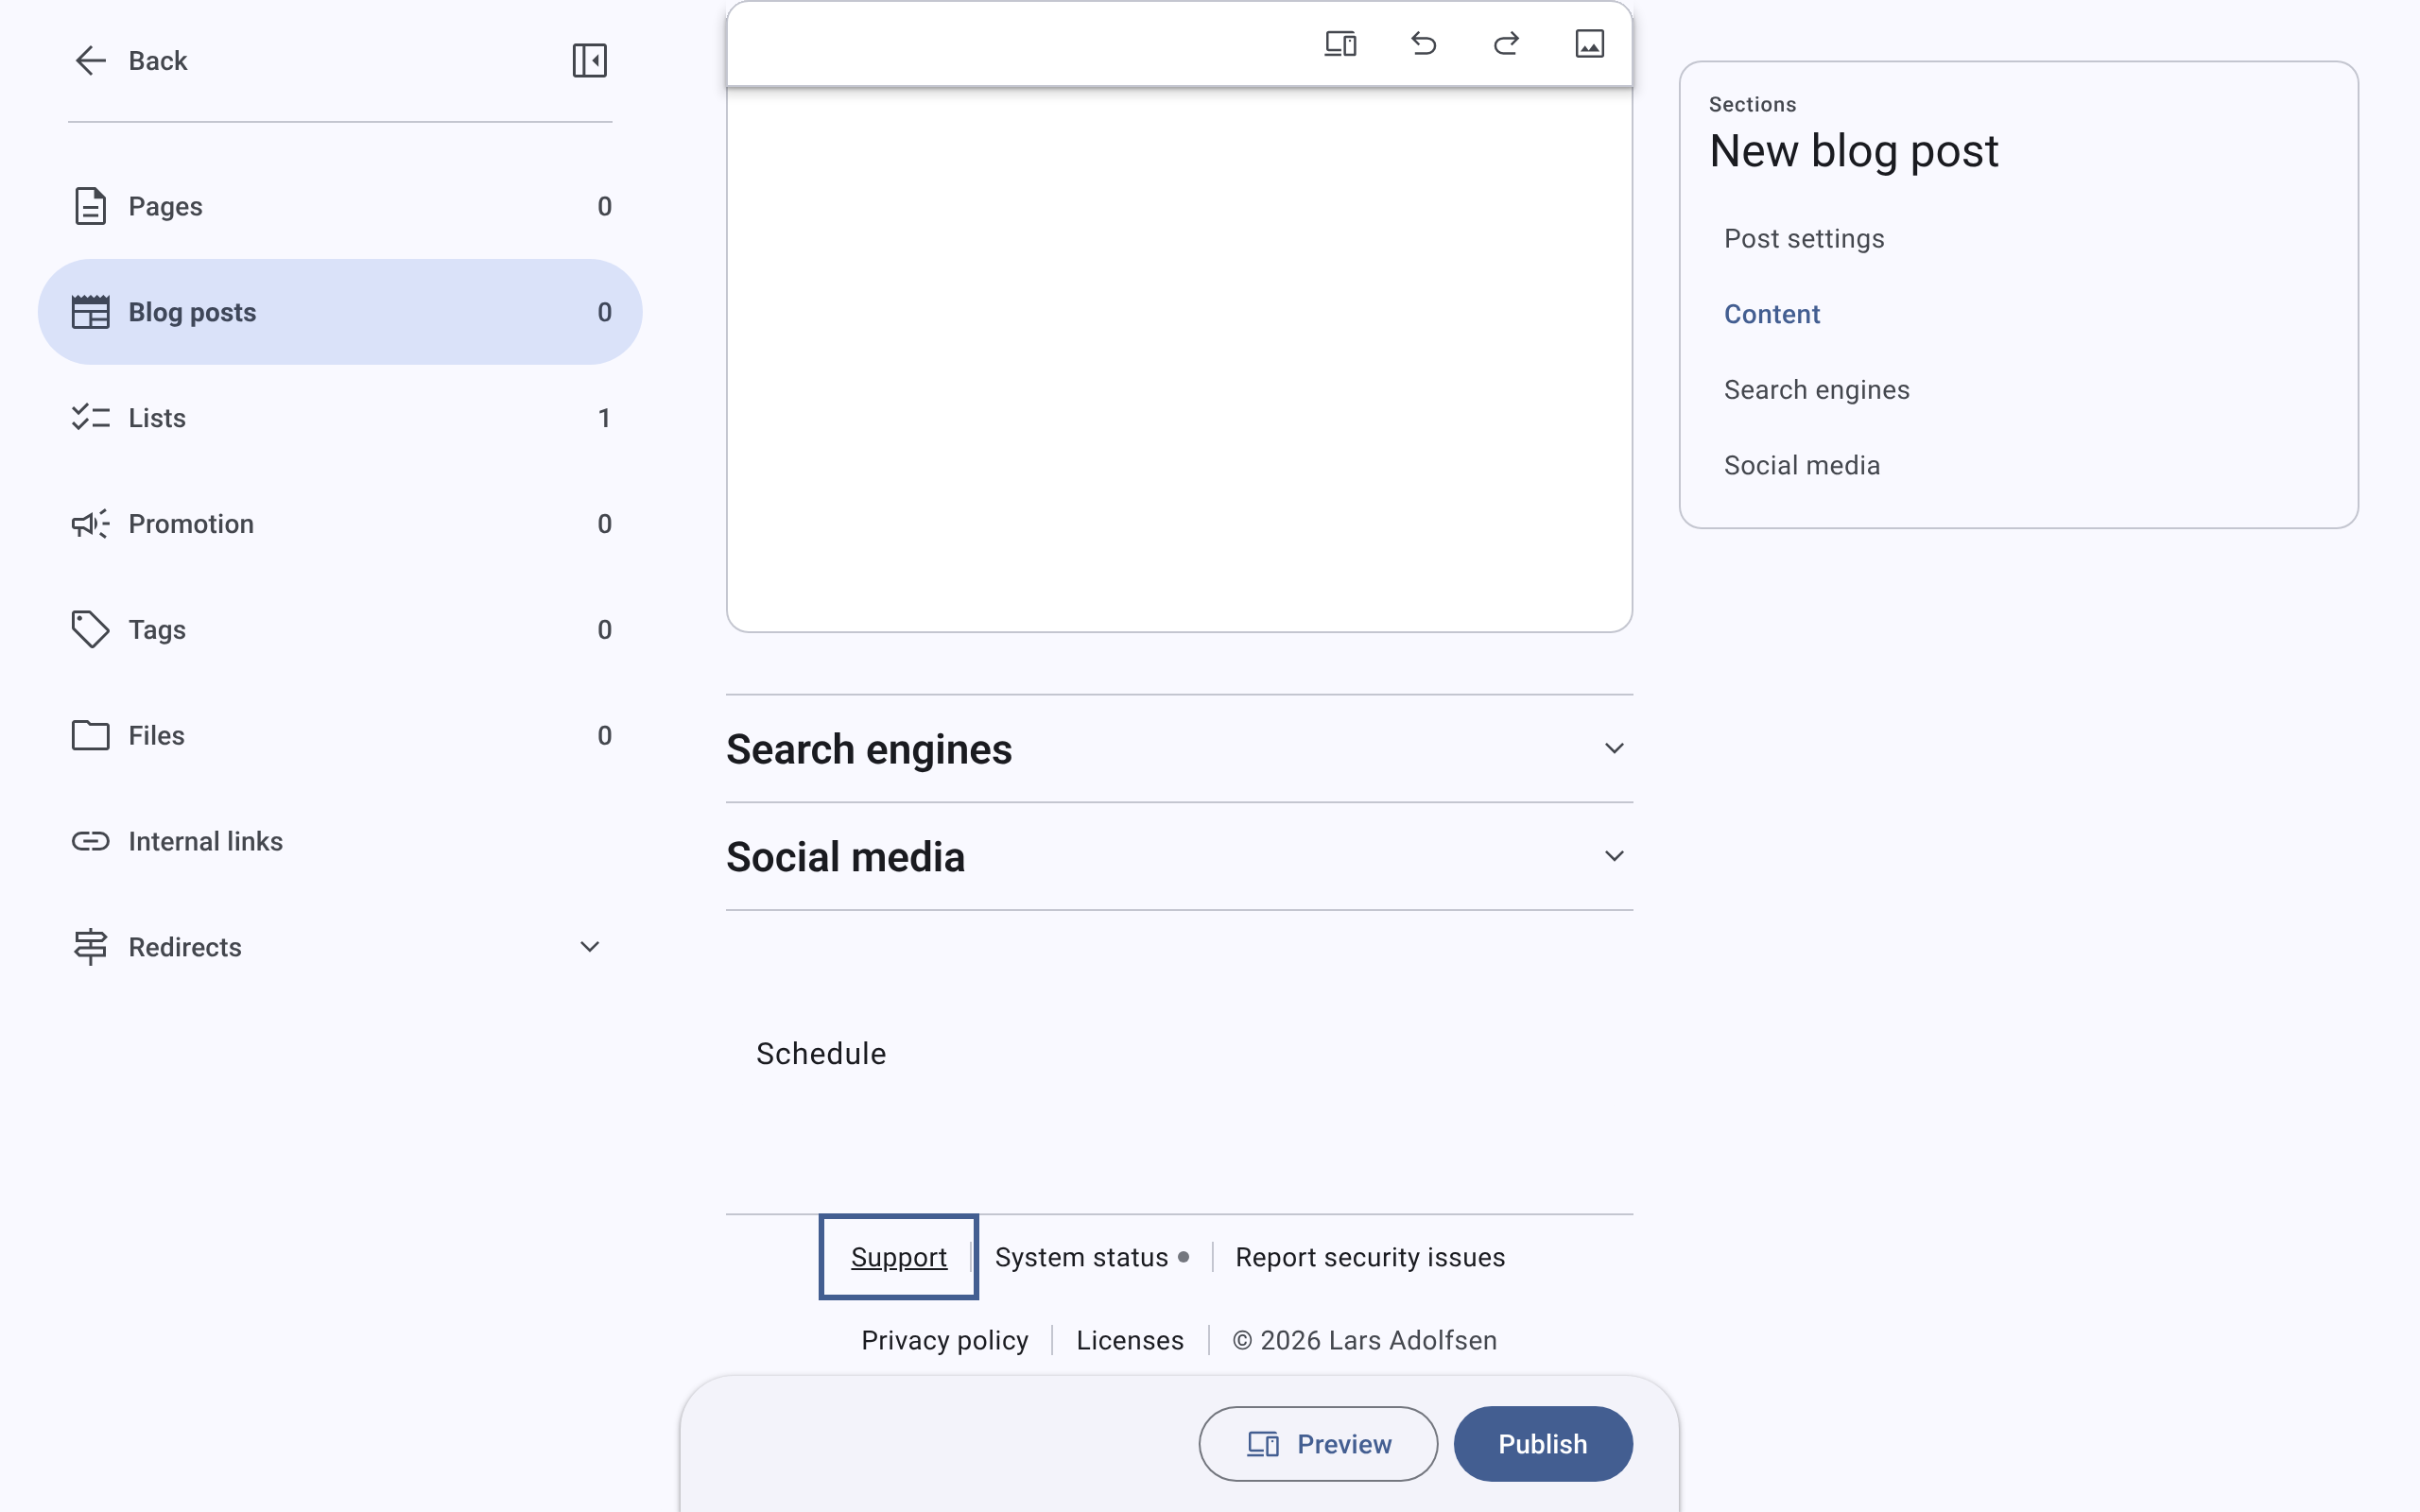 Back
Pages 0
Blog posts 0
Lists 1
Promotion 0
Tags 0
Files 0
Internal links
Redirects
Search engines
Social media
Schedule
Support System status Report security issues
Privacy policy Licenses © 2026 Lars Adolfsen
Preview Publish
Sections
New blog post
Post settings
Content
Search engines
Social media